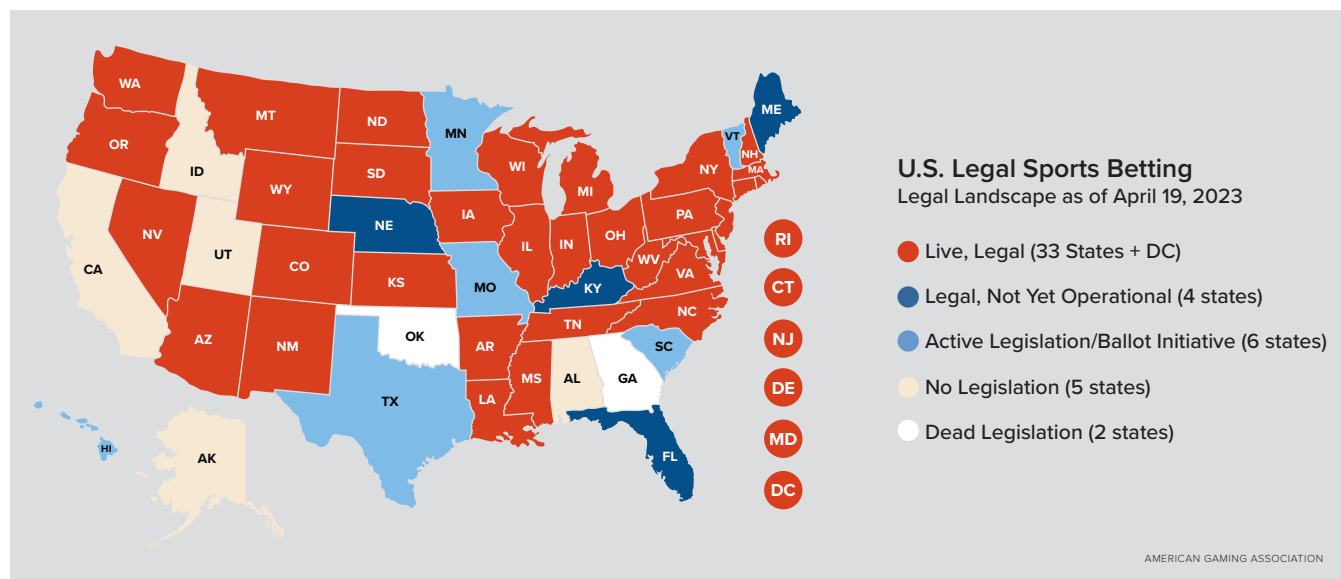 WA
MT
ND
MN
OR
ID
WY
SD
WI
MI
NY
VT
NH
MA
ME
NV
UT
CA
CO
NE
IA
IL
IN
OH
PA
WV
VA
KY
KS
MO
AZ
NM
OK
AR
TN
NC
SC
MS
AL
GA
LA
TX
FL
HI
AK
RI
CT
NJ
DE
MD
DC
U.S. Legal Sports Betting
Legal Landscape as of April 19, 2023
Live, Legal (33 States + DC)
Legal, Not Yet Operational (4 states)
Active Legislation/Ballot Initiative (6 states)
No Legislation (5 states)
Dead Legislation (2 states)
AMERICAN GAMING ASSOCIATION